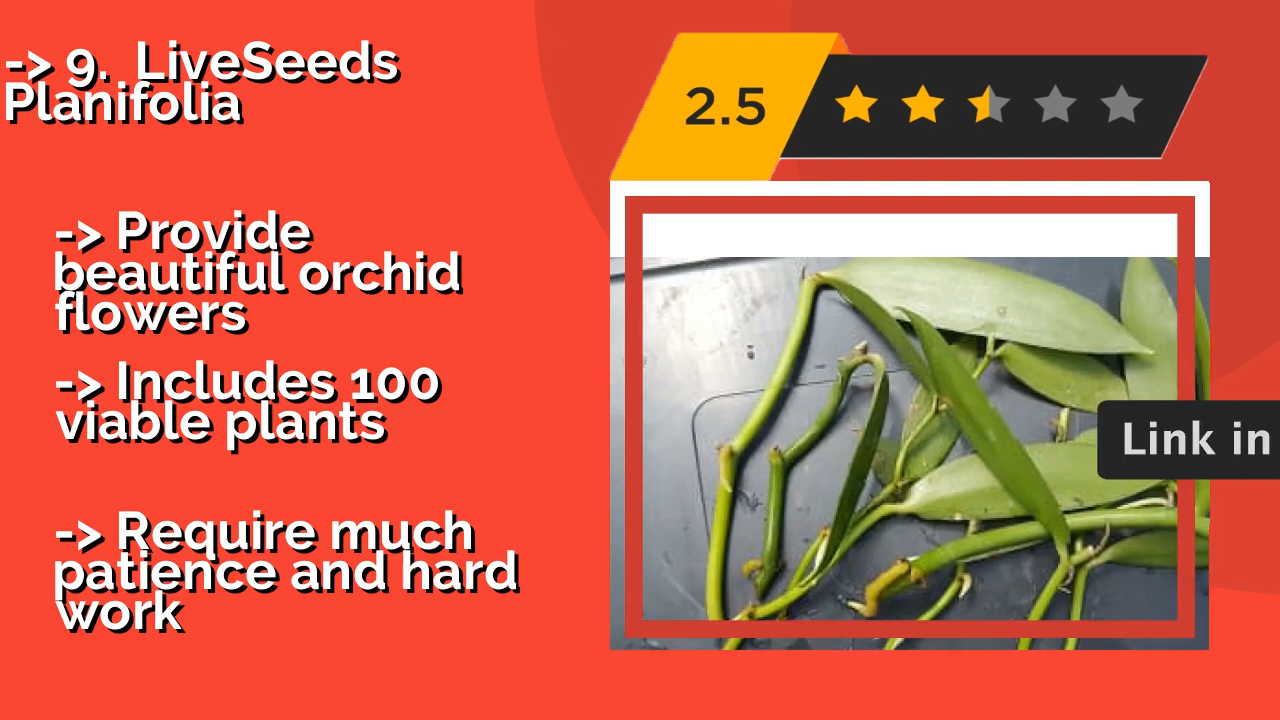 -> 9.  LiveSeeds
Planifolia
2.5
-> Provide
beautiful orchid
flowers
-> Includes 100
viable plants
-> Require much
patience and hard
work
Link in